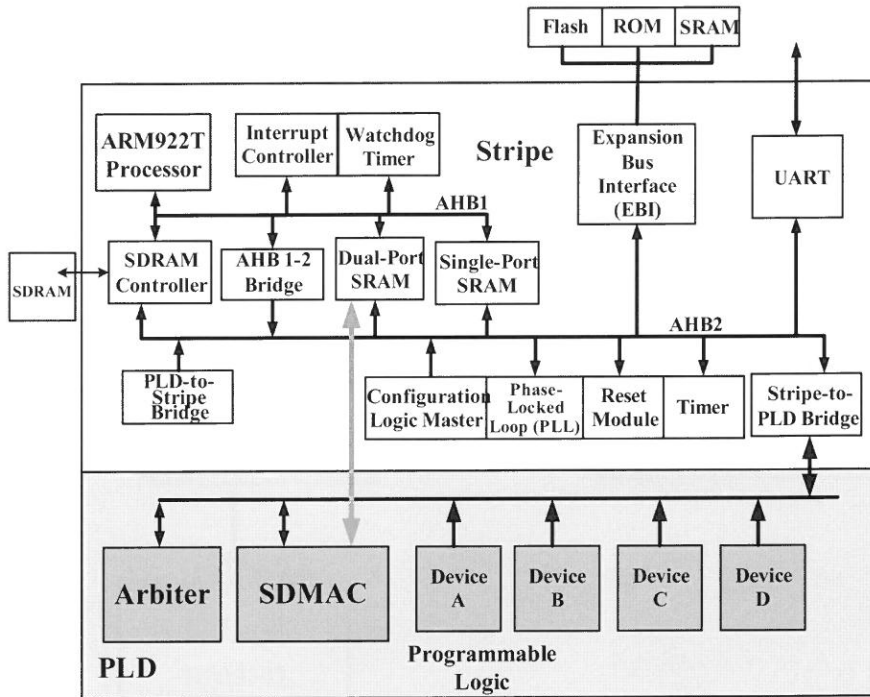 Flash ROM SRAM
ARM922T
Processor
Interrupt
Controller
Watchdog
Timer
Stripe
Expansion
Bus
Interface
(EBI)
UART
AHB1
SDRAM
SDRAM
Controller
AHB 1-2
Bridge
Dual-Port
SRAM
Single-Port
SRAM
AHB2
PLD-to-
Stripe
Bridge
Configuration
Logic Master
Phase-
Locked
Loop (PLL)
Reset
Module
Timer
Stripe-to-
PLD Bridge
Arbiter
SDMAC
Device
A
Device
B
Device
C
Device
D
PLD
Programmable
Logic